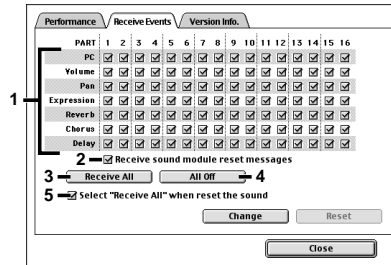 Performance Receive Events Version Info.
PART 1 2 3 4 5 6 7 8 9 10 11 12 13 14 15 16
PC
Volume
Pan
1 Expression
Reverb
Chorus
Delay
2 Receive sound module reset messages
3 Receive All All Off 4
5 Select "Receive All" when reset the sound
Change Reset
Close